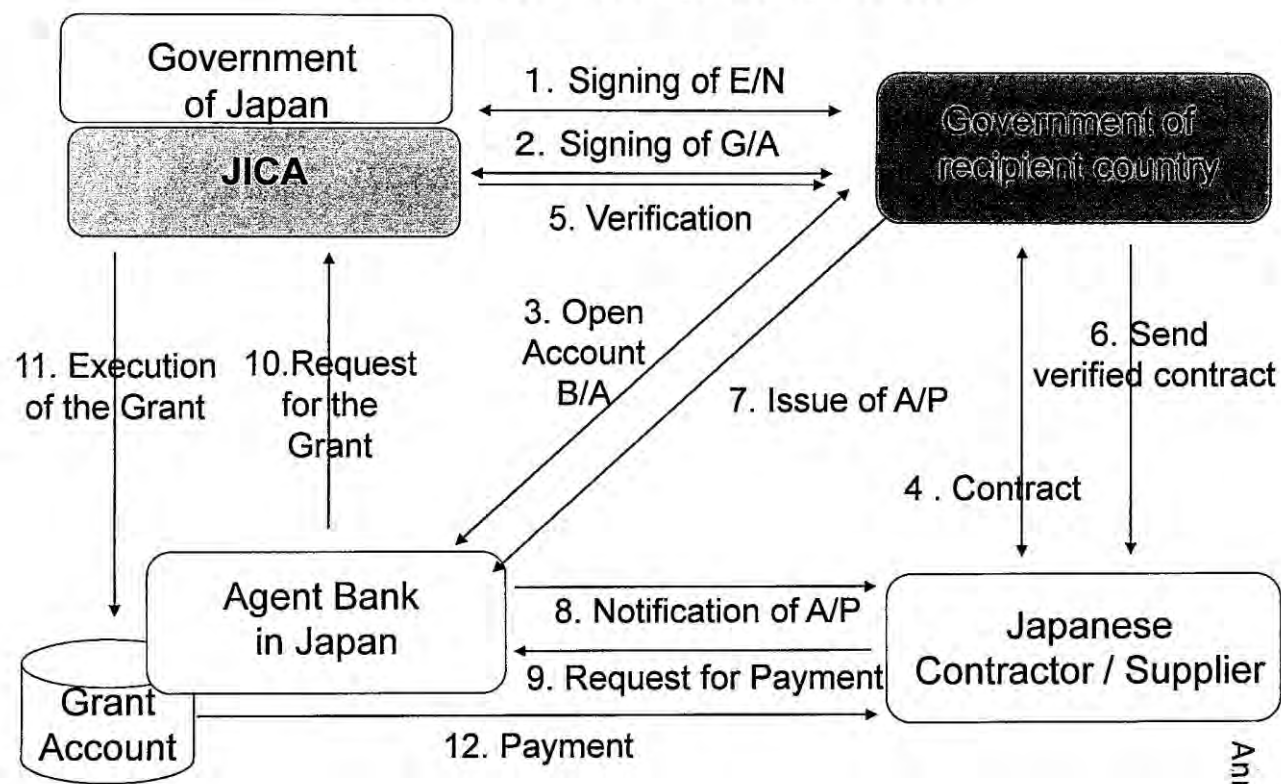 Government
of Japan
JICA
1. Signing of E/N
2. Signing of G/A
5. Verification
Government of
recipient country
3. Open
Account
B/A
7. Issue of A/P
6. Send
verified contract
4 . Contract
11. Execution
of the Grant
10.Request
for the
Grant
Agent Bank
in Japan
8. Notification of A/P
9. Request for Payment
Japanese
Contractor / Supplier
Grant
Account
12. Payment